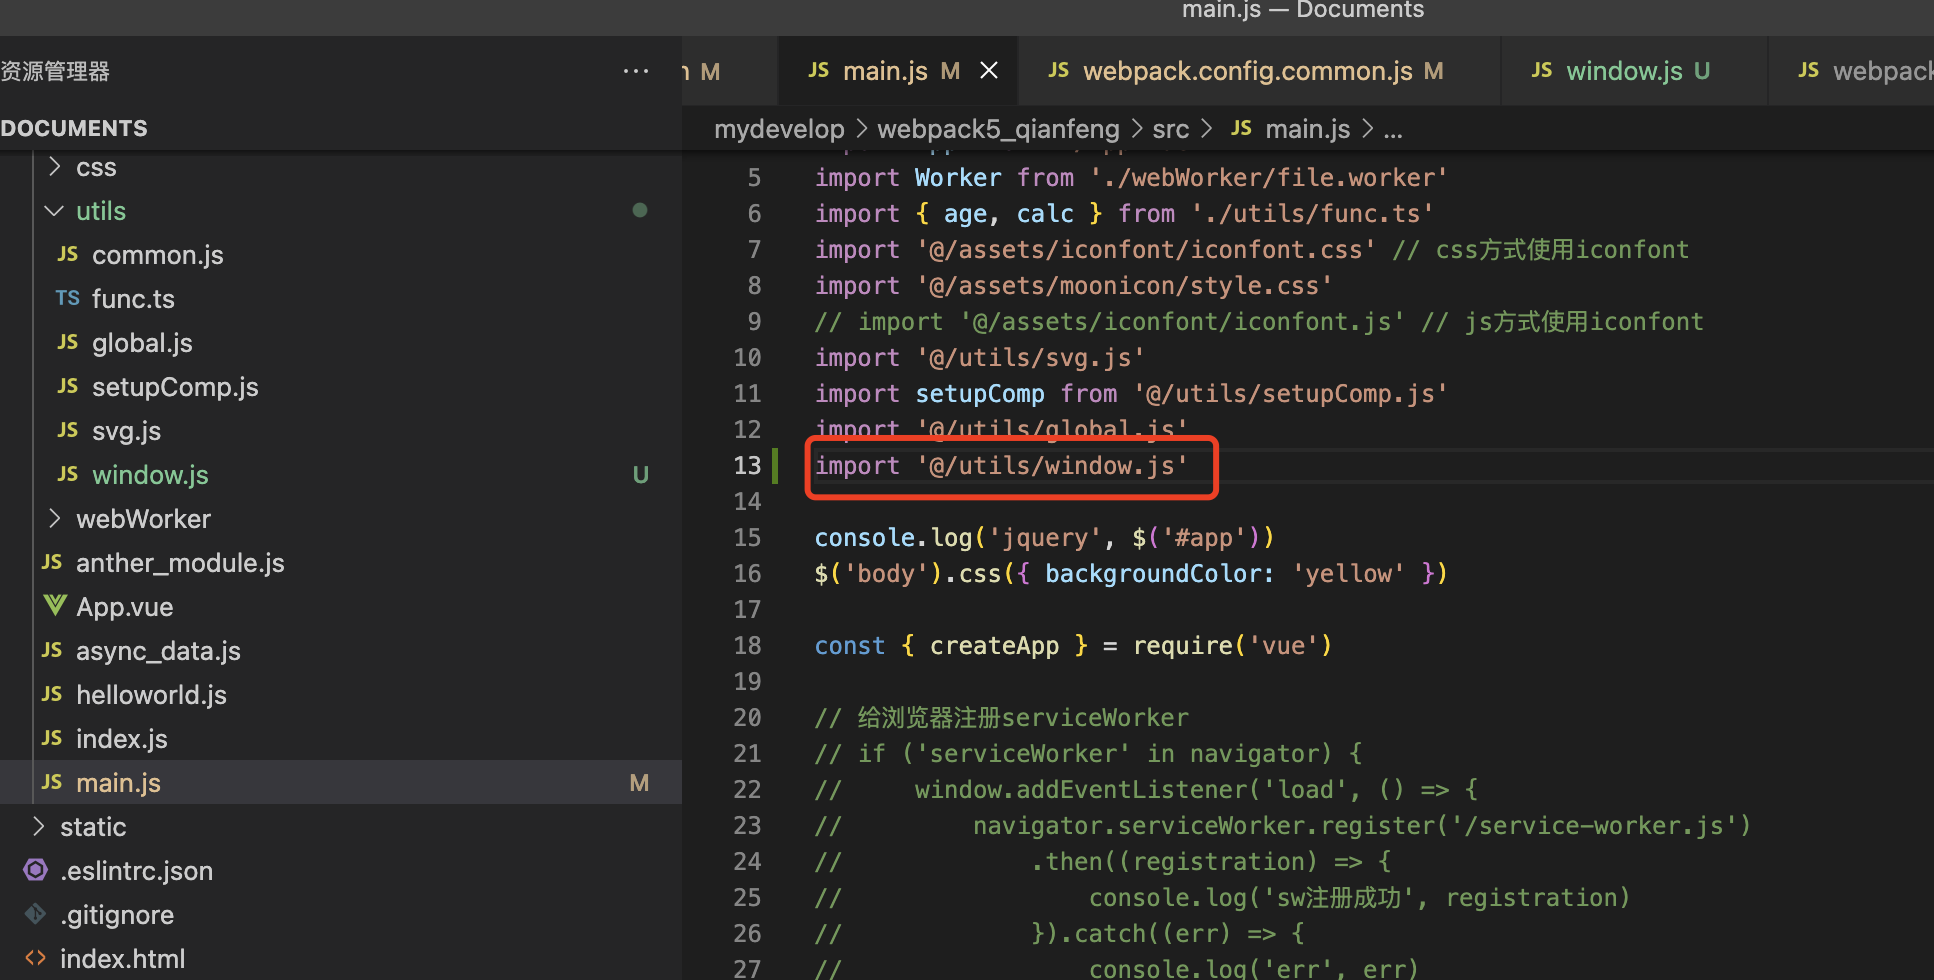 main.js — Documents
资源管理器 ···
M
JS main.js M
JS webpack.config.common.js M
JS window.js U
JS webpack
DOCUMENTS
mydevelop > webpack5_qianfeng > src > JS main.js > ...
css
utils
JS common.js
TS func.ts
JS global.js
JS setupComp.js
JS svg.js
JS window.js U
webWorker
JS anther_module.js
App.vue
JS async_data.js
JS helloworld.js
JS index.js
JS main.js M
static
.eslintrc.json
.gitignore
<> index.html
5 import Worker from './webWorker/file.worker'
6 import { age, calc } from './utils/func.ts'
7 import '@/assets/iconfont/iconfont.css' // css方式使用iconfont
8 import '@/assets/moonicon/style.css'
9 // import '@/assets/iconfont/iconfont.js' // js方式使用iconfont
10 import '@/utils/svg.js'
11 import setupComp from '@/utils/setupComp.js'
12 import '@/utils/global.js'
13 import '@/utils/window.js'
14
15 console.log('jquery', $('#app'))
16 $('body').css({ backgroundColor: 'yellow' })
17
18 const { createApp } = require('vue')
19
20 // 给浏览器注册serviceWorker
21 // if ('serviceWorker' in navigator) {
22 //     window.addEventListener('load', () => {
23 //         navigator.serviceWorker.register('/service-worker.js')
24 //             .then((registration) => {
25 //                 console.log('sw注册成功', registration)
26 //             }).catch((err) => {
27 //                 console.log('err', err)